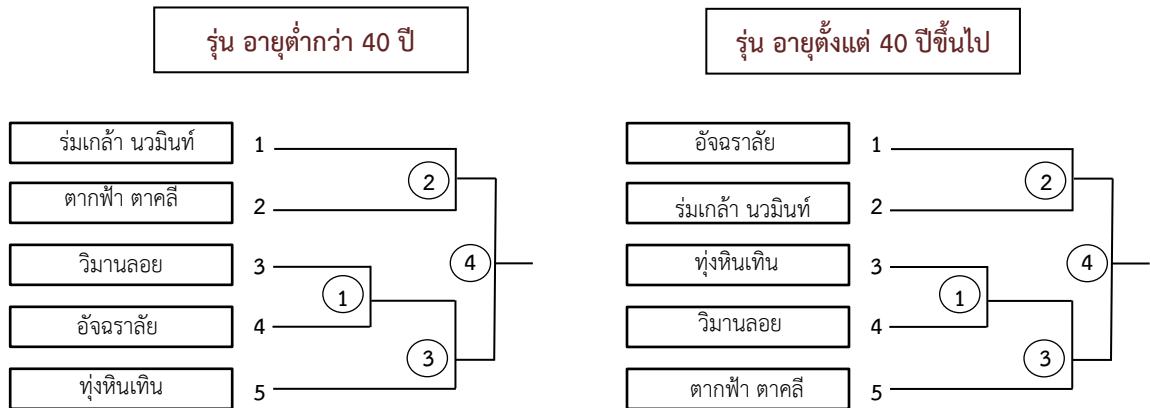 รุ่น อายุต่ำกว่า 40 ปี
ร่มเกล้า นวมินท์ 1
ตากฟ้า ตาคลี 2
วิมานลอย 3
อัจฉราลัย 4
ทุ่งหินเทิน 5
2
1
4
3
รุ่น อายุตั้งแต่ 40 ปีขึ้นไป
อัจฉราลัย 1
ร่มเกล้า นวมินท์ 2
ทุ่งหินเทิน 3
วิมานลอย 4
ตากฟ้า ตาคลี 5
2
1
4
3